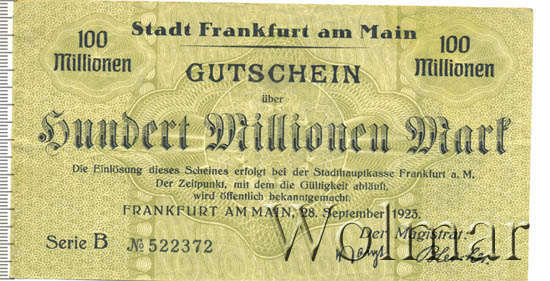 Stadt Frankfurt am Main
100 Millionen
100 Millionen
GUTSCHEIN
über
Hundert Millionen Mark
Die Einlösung dieses Scheines erfolgt bei der Stadthauptkasse Frankfurt a. M.
Der Zeitpunkt, mit dem die Gültigkeit abläuft,
wird öffentlich bekanntgemacht.
FRANKFURT AM MAIN, 28. September 1923.
Der Magistrat:
Serie B № 522372
Wolmar